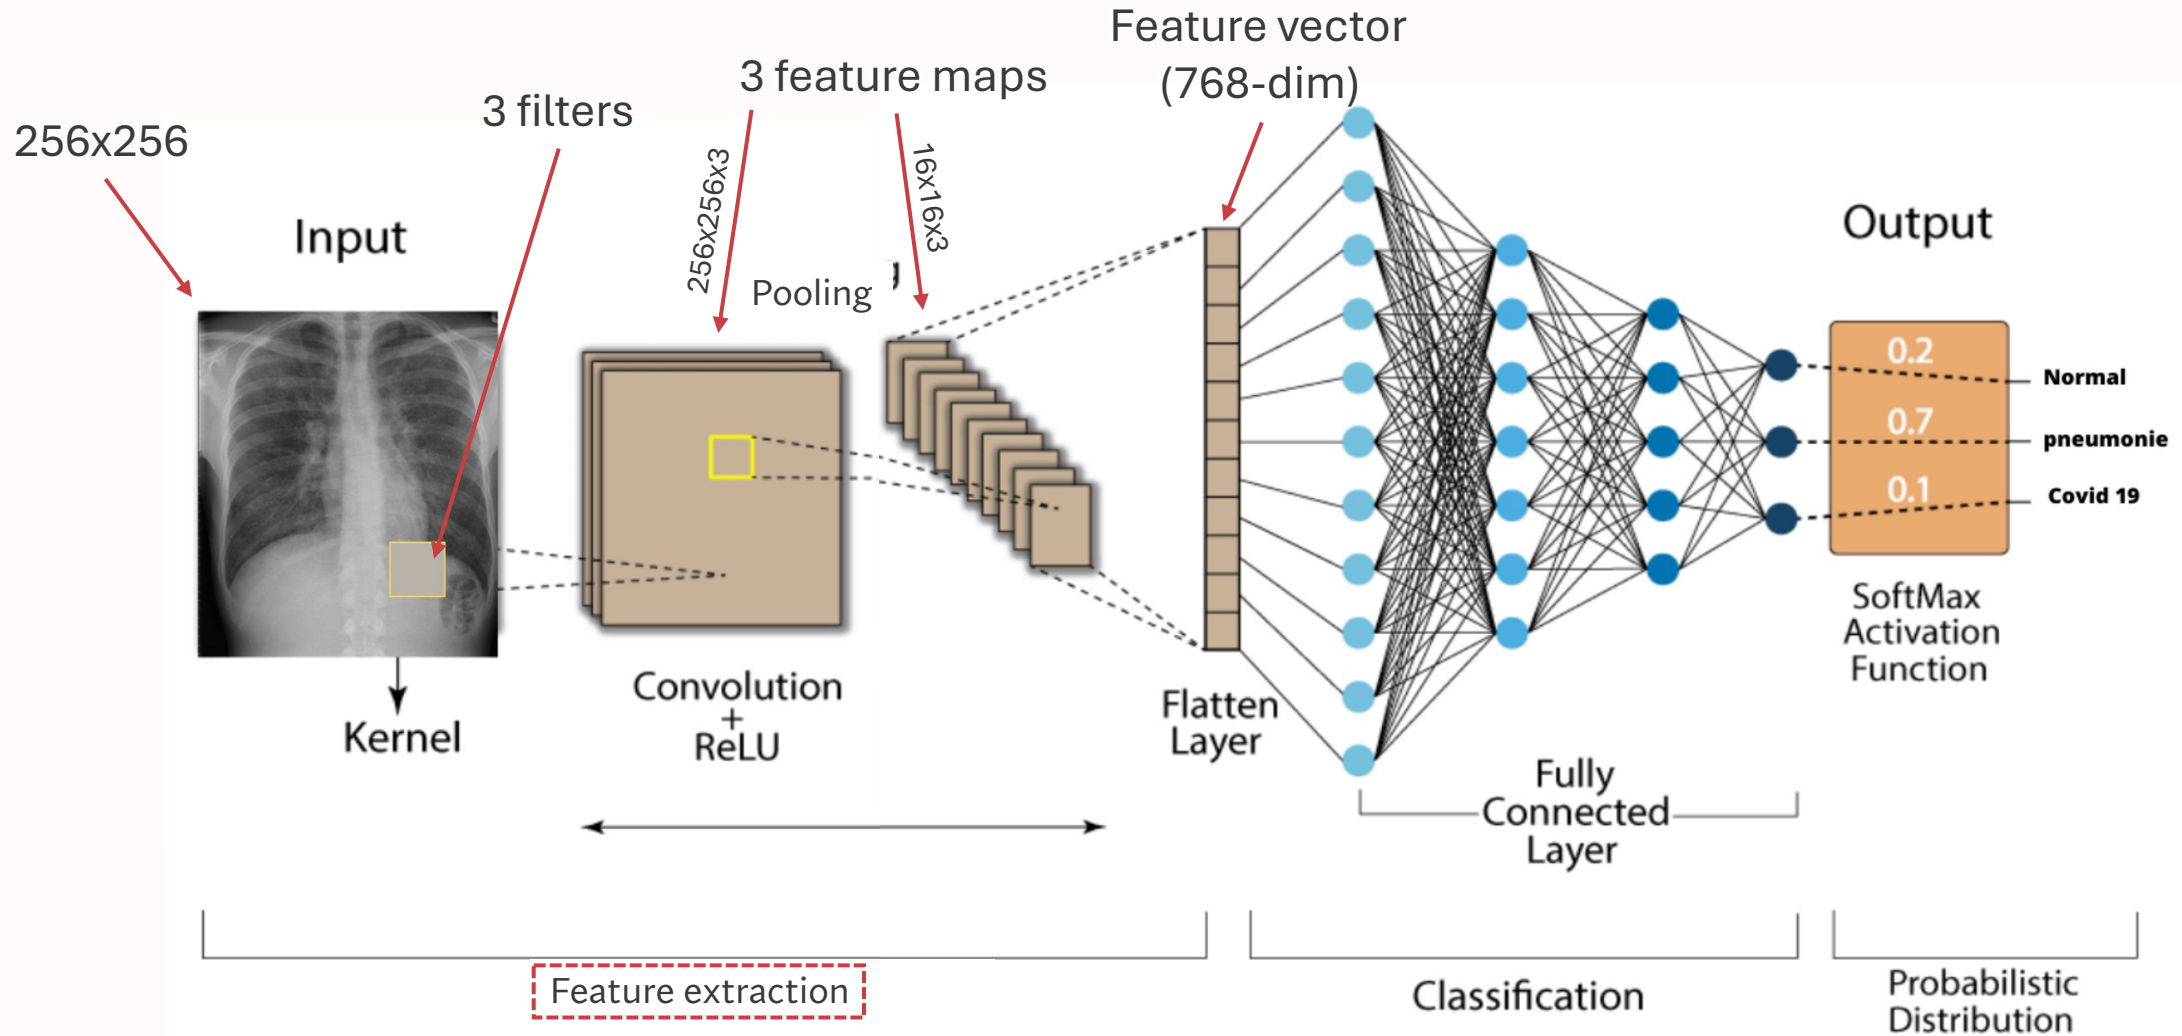 Feature vector
(768-dim)
3 feature maps
3 filters
256x256
256x256x3
16x16x3
Input
Pooling
g
Output
0.2
Normal
0.7
pneumonie
0.1
Covid 19
SoftMax
Activation
Function
Kernel
Convolution
+
ReLU
Flatten
Layer
Fully
Connected
Layer
Feature extraction
Classification
Probabilistic
Distribution